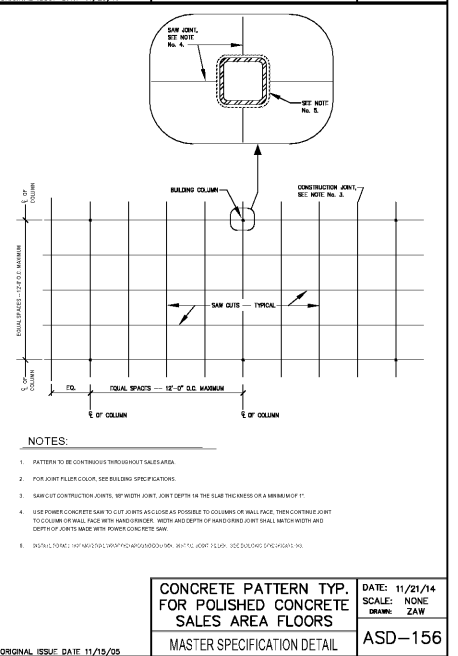 SAW JOINT,
SEE NOTE
No. 4.
SEE NOTE
No. 5.
BUILDING COLUMN
CONSTRUCTION JOINT,
SEE NOTE No. 3.
℄ OF
COLUMN
EQUAL SPACES -- 12'-0" O.C. MAXIMUM
SAW CUTS — TYPICAL
℄ OF
COLUMN
EQ.
EQUAL SPACES -- 12'-0" O.C. MAXIMUM
℄ OF COLUMN
℄ OF COLUMN
NOTES:
1. PATTERN TO BE CONTINUOUS THROUGHOUT SALES AREA.
2. FOR JOINT FILLER COLOR, SEE BUILDING SPECIFICATIONS.
3. SAW CUT CONTRUCTION JOINTS, 1/8" WIDTH JOINT, JOINT DEPTH 1/4 THE SLAB THICKNESS OR A MINIMUM OF 1".
4. USE POWER CONCRETE SAW TO CUT JOINTS AS CLOSE AS POSSIBLE TO COLUMNS OR WALL FACE, THEN CONTINUE JOINT
TO COLUMN OR WALL FACE WITH HAND GRINDER. WIDTH AND DEPTH OF HAND GRIND JOINT SHALL MATCH WIDTH AND
DEPTH OF JOINTS MADE WITH POWER CONCRETE SAW.
5.
CONCRETE PATTERN TYP.
FOR POLISHED CONCRETE
SALES AREA FLOORS
MASTER SPECIFICATION DETAIL
DATE: 11/21/14
SCALE: NONE
DRAWN: ZAW
ASD-156
ORIGINAL ISSUE DATE 11/15/05